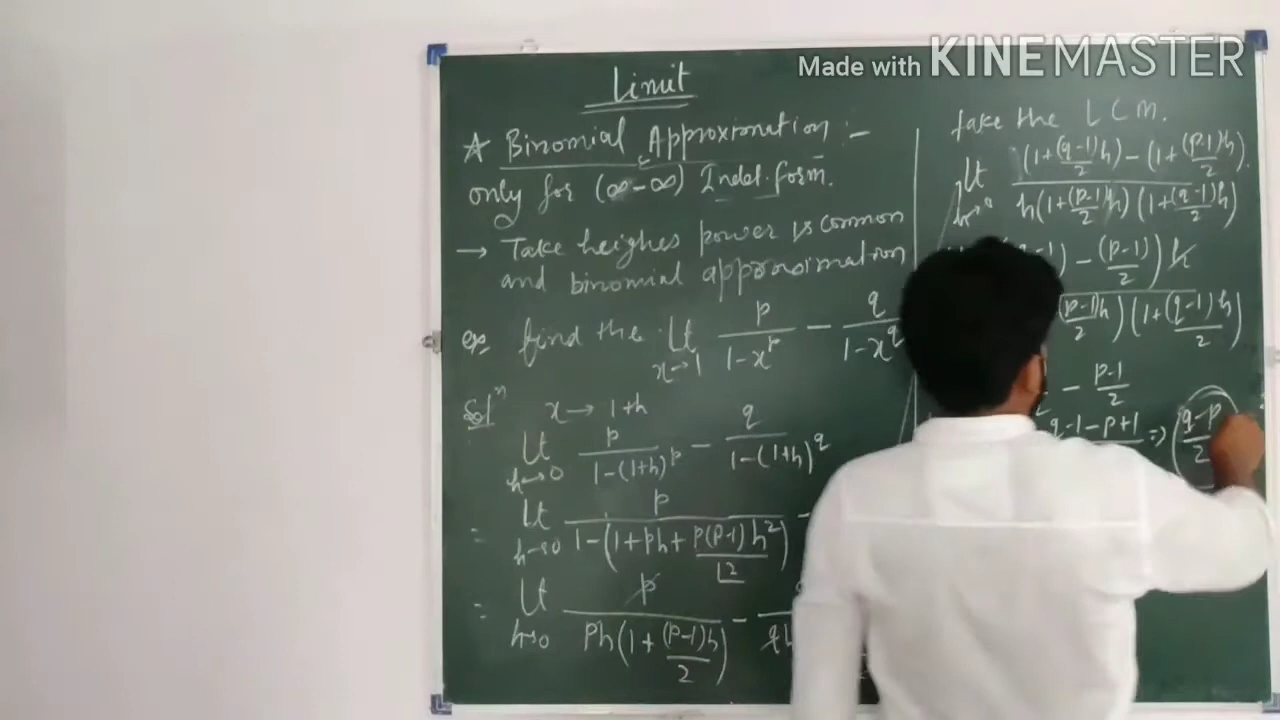 Made with KINEMASTER
Limit
☆ Binomial Approximation :-
only for (∞-∞) Indet. form.
→ Take heighes power is common
and binomial approximation
ex, find the Lt x→1 p/(1-x^p) - q/(1-x^q)
Solⁿ x → 1+h
Lt h→0 p/(1-(1+h)^p) - q/(1-(1+h)^q)
= Lt h→0 p/(1-(1+ph+p(p-1)h²/⌊2)) -
= Lt h→0 p/(ph(1+(p-1)h/2)) -
take the LCM.
Lt h→0 ((1+(q-1)h/2) - (1+(p-1)h/2))/(h(1+(p-1)h/2)(1+(q-1)h/2))
- (p-1)/2) h
(p-1)h/2)(1+(q-1)h/2)
- p-1/2
q-1-p+1 ⇒ (q-p/2